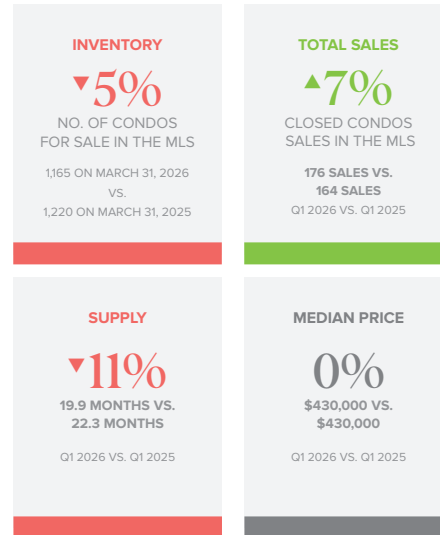 INVENTORY
▼5%
NO. OF CONDOS
FOR SALE IN THE MLS
1,165 ON MARCH 31, 2026
VS.
1,220 ON MARCH 31, 2025
TOTAL SALES
▲7%
CLOSED CONDOS
SALES IN THE MLS
176 SALES VS.
164 SALES
Q1 2026 VS. Q1 2025
SUPPLY
▼11%
19.9 MONTHS VS.
22.3 MONTHS
Q1 2026 VS. Q1 2025
MEDIAN PRICE
0%
$430,000 VS.
$430,000
Q1 2026 VS. Q1 2025